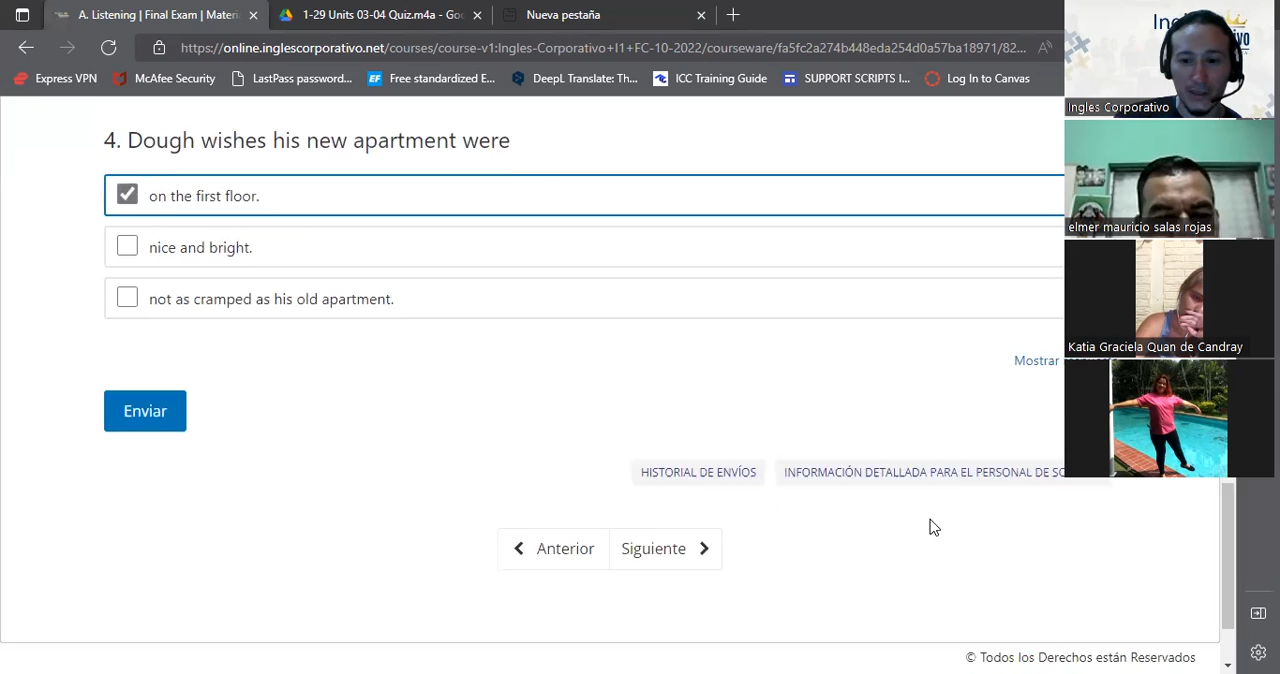 A. Listening | Final Exam | Materi
1-29 Units 03-04 Quiz.m4a - Goo
Nueva pestaña
https://online.inglescorporativo.net/courses/course-v1:Ingles-Corporativo+I1+FC-10-2022/courseware/fa5fc2a274b448eda254d0a57ba18971/82...
Express VPN
McAfee Security
LastPass password...
Free standardized E...
DeepL Translate: Th...
ICC Training Guide
SUPPORT SCRIPTS I...
Log In to Canvas
Ingles Corporativo
elmer mauricio salas rojas
Katia Graciela Quan de Candray
4. Dough wishes his new apartment were
on the first floor.
nice and bright.
not as cramped as his old apartment.
Mostrar
Enviar
HISTORIAL DE ENVÍOS
INFORMACIÓN DETALLADA PARA EL PERSONAL DE SO
Anterior
Siguiente
© Todos los Derechos están Reservados